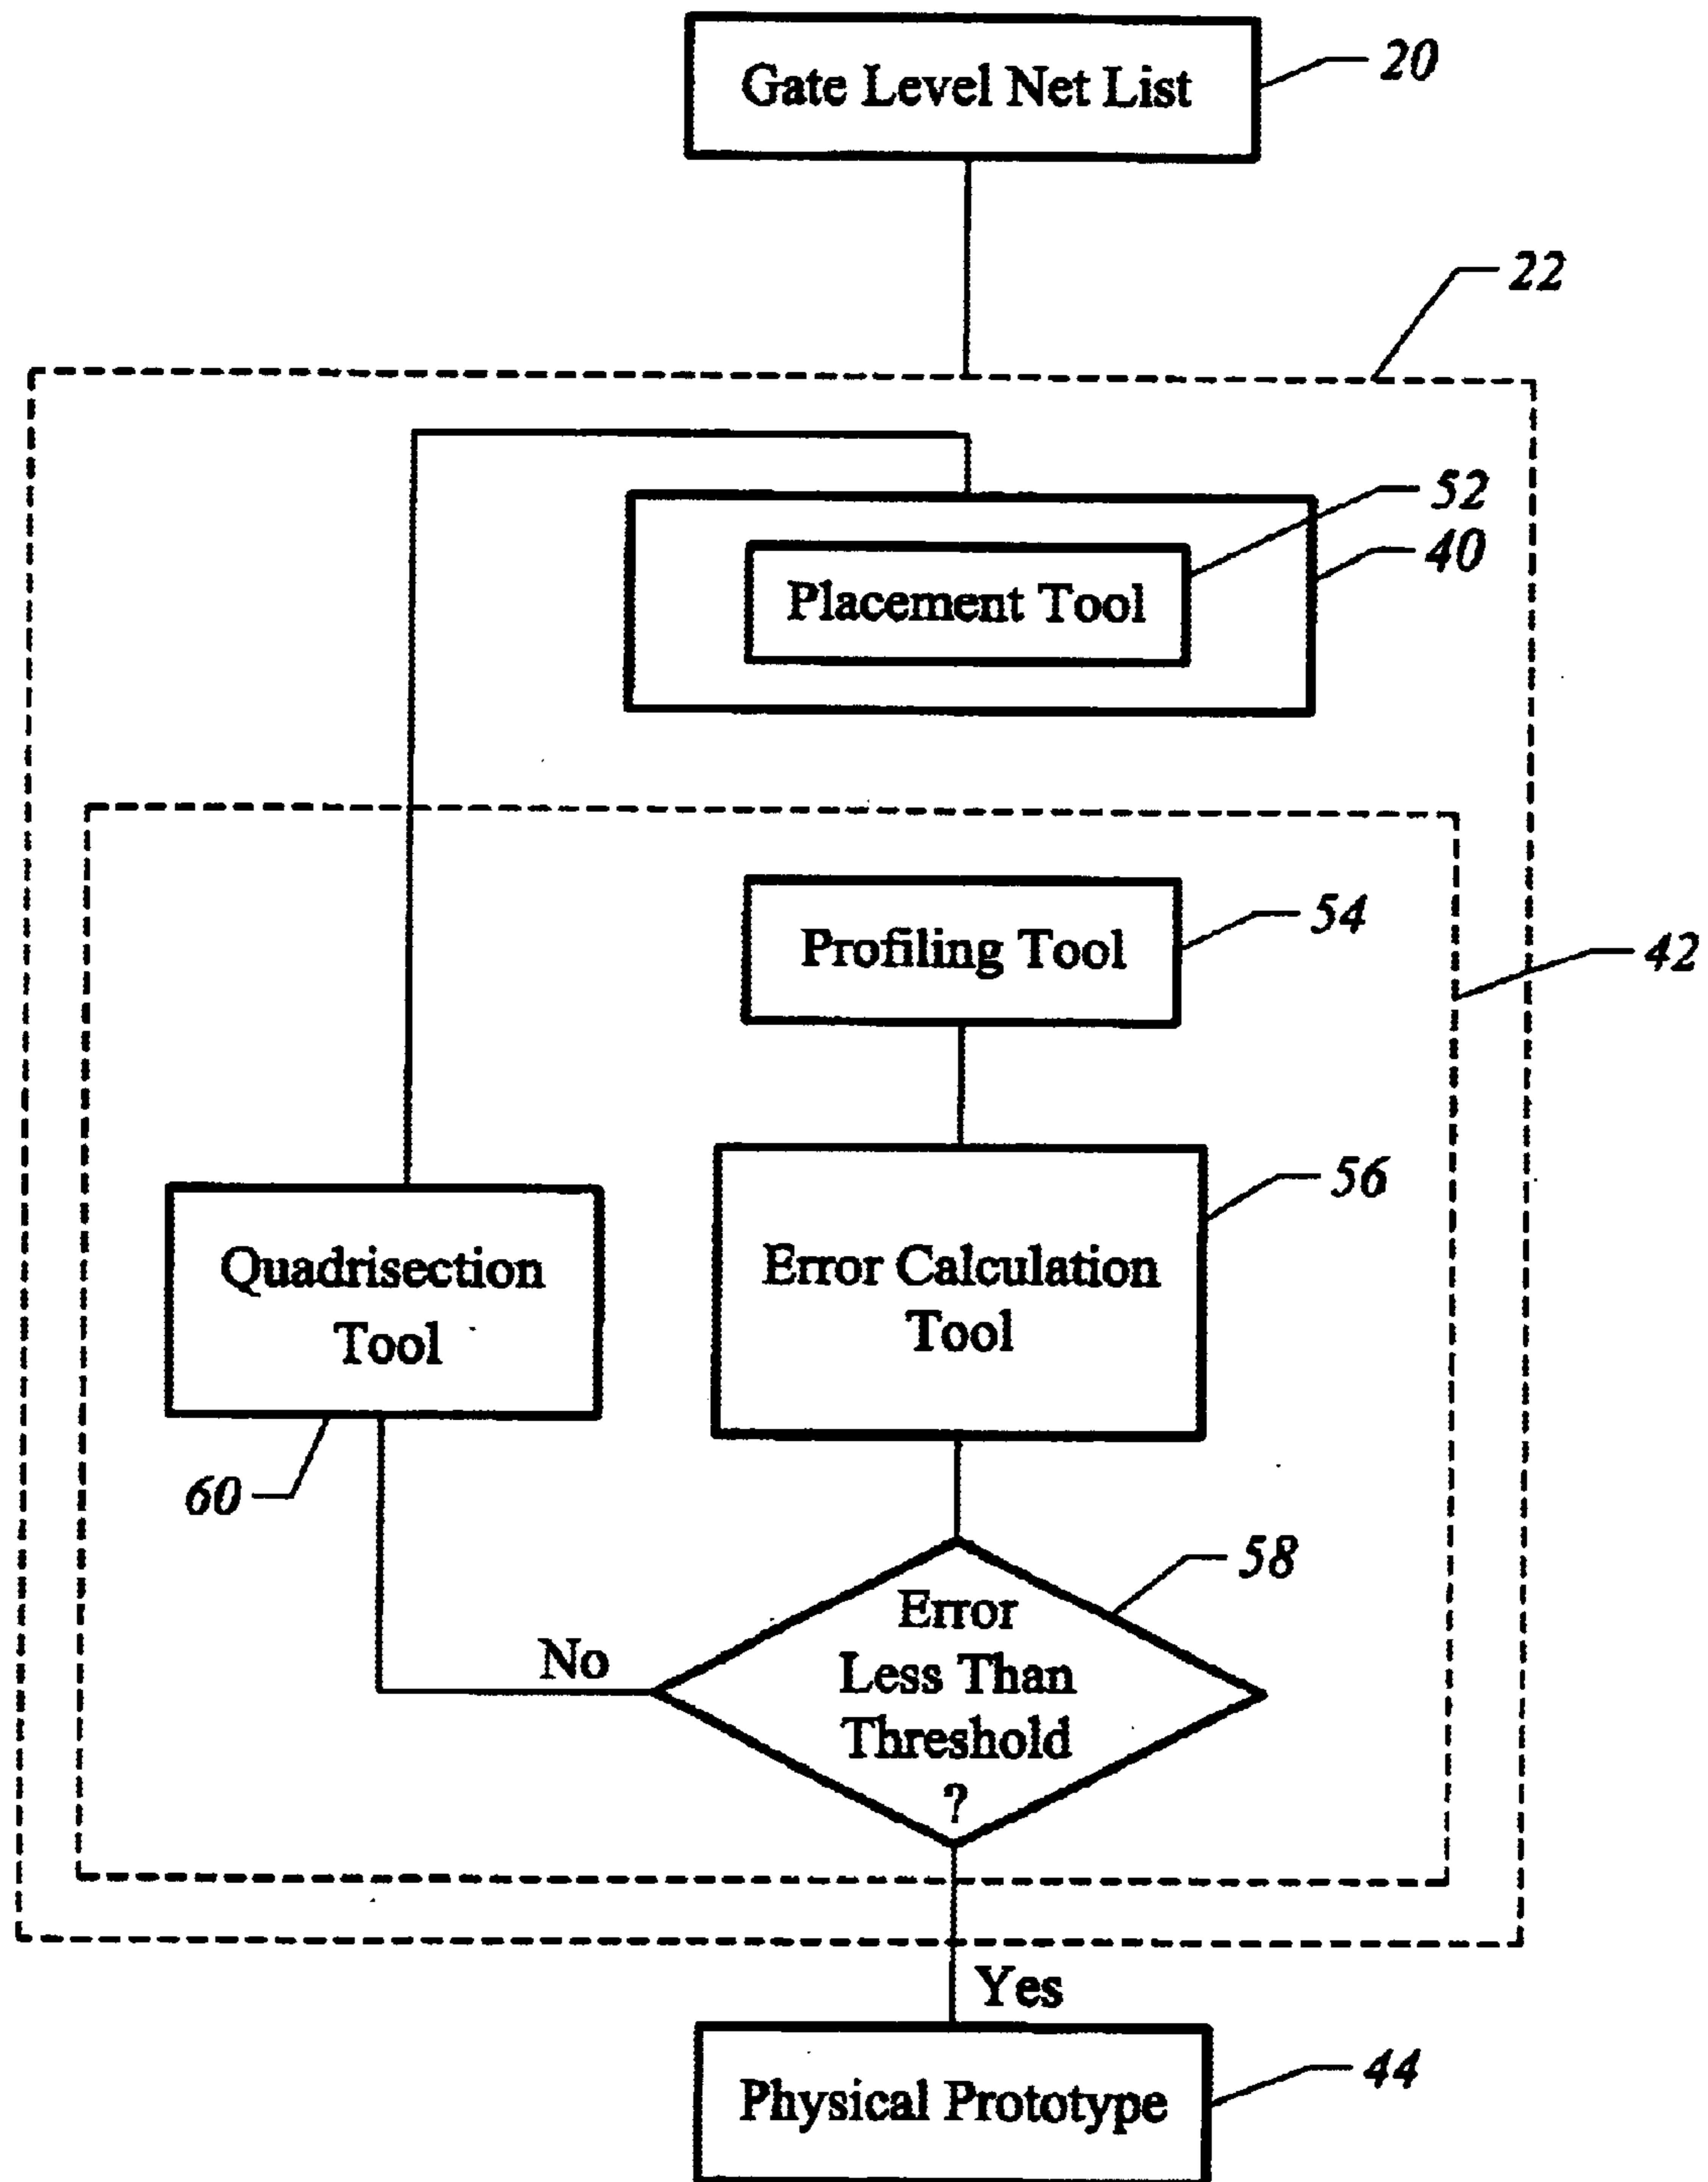 Gate Level Net List
20
22
52
Placement Tool
40
Profiling Tool
54
42
Quadrisection
Tool
60
Error Calculation
Tool
56
Error
Less Than
Threshold
?
58
No
Yes
Physical Prototype
44